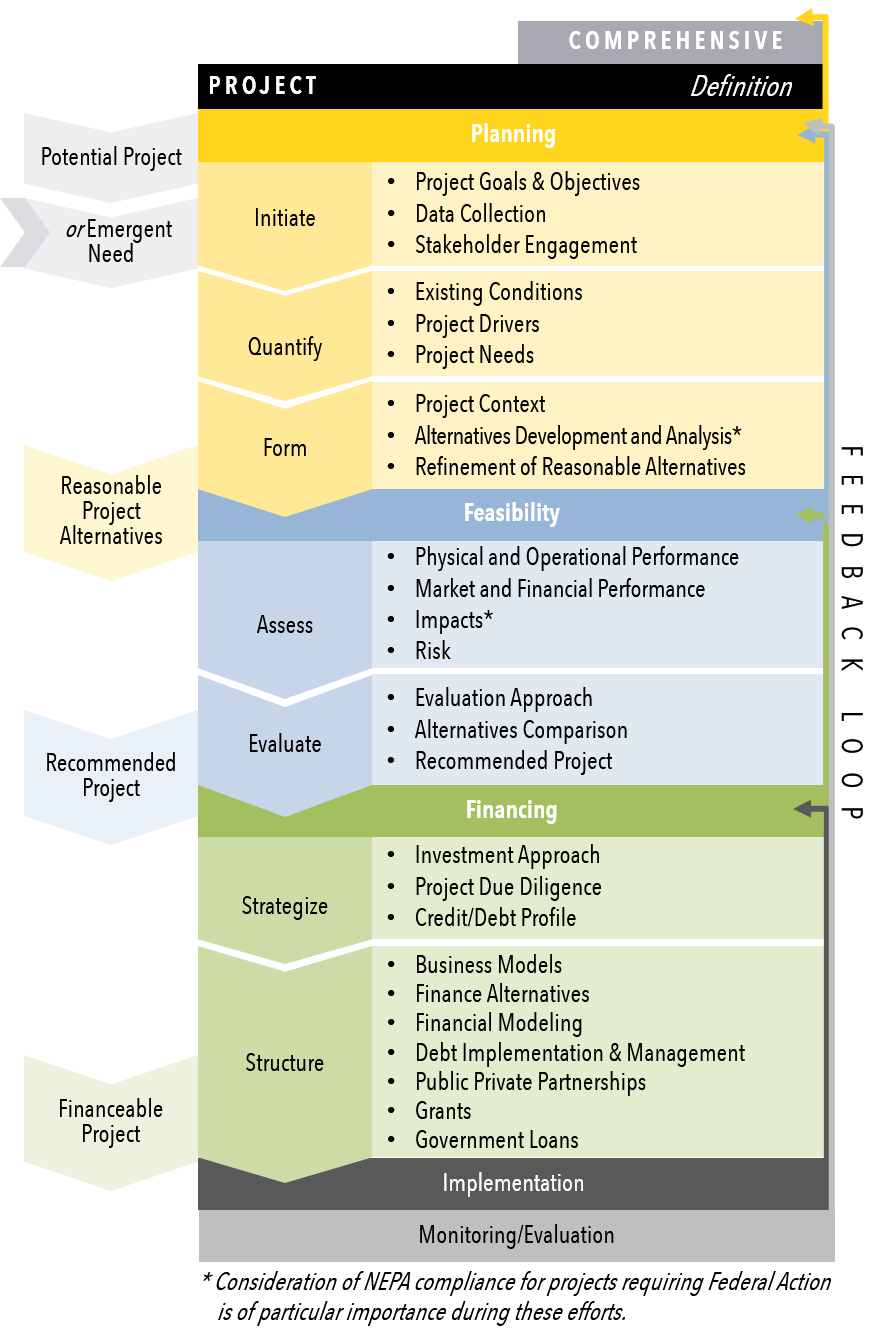 COMPREHENSIVE
PROJECT
Definition
Planning
Potential Project
or Emergent
Need
Initiate
• Project Goals & Objectives
• Data Collection
• Stakeholder Engagement
Quantify
• Existing Conditions
• Project Drivers
• Project Needs
Form
• Project Context
• Alternatives Development and Analysis*
• Refinement of Reasonable Alternatives
Reasonable
Project
Alternatives
Feasibility
Assess
• Physical and Operational Performance
• Market and Financial Performance
• Impacts*
• Risk
Evaluate
• Evaluation Approach
• Alternatives Comparison
• Recommended Project
Recommended
Project
Financing
Strategize
• Investment Approach
• Project Due Diligence
• Credit/Debt Profile
Structure
• Business Models
• Finance Alternatives
• Financial Modeling
• Debt Implementation & Management
• Public Private Partnerships
• Grants
• Government Loans
Financeable
Project
Implementation
Monitoring/Evaluation
FEEDBACK LOOP
* Consideration of NEPA compliance for projects requiring Federal Action
is of particular importance during these efforts.